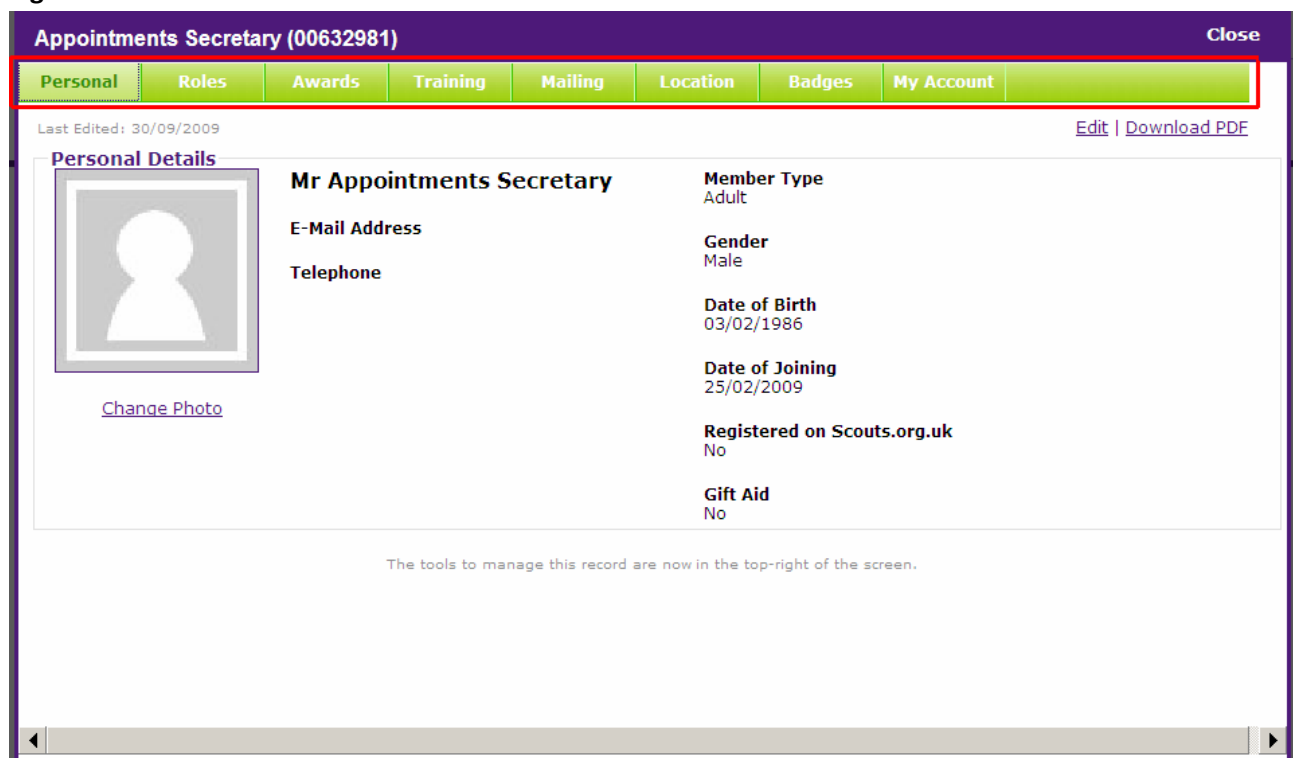 Appointments Secretary (00632981) Close
Personal Roles Awards Training Mailing Location Badges My Account
Last Edited: 30/09/2009 Edit | Download PDF
Personal Details
Mr Appointments Secretary
E-Mail Address
Telephone
Change Photo
Member Type
Adult
Gender
Male
Date of Birth
03/02/1986
Date of Joining
25/02/2009
Registered on Scouts.org.uk
No
Gift Aid
No
The tools to manage this record are now in the top-right of the screen.